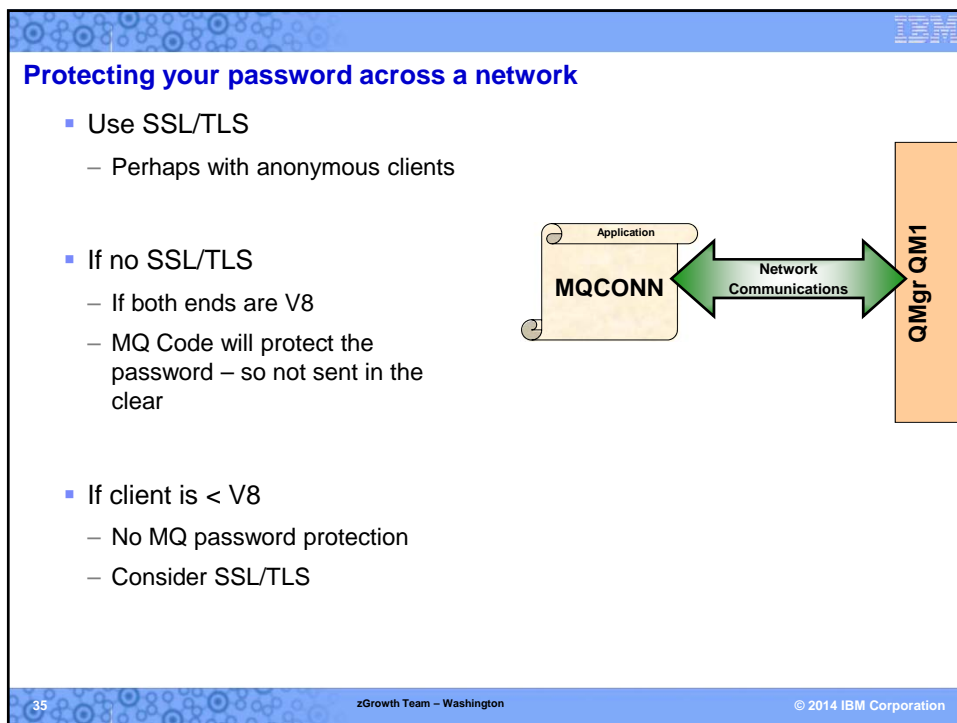 IBM
Protecting your password across a network
▪ Use SSL/TLS
– Perhaps with anonymous clients
▪ If no SSL/TLS
– If both ends are V8
– MQ Code will protect the
password – so not sent in the
clear
▪ If client is < V8
– No MQ password protection
– Consider SSL/TLS
Application
MQCONN
Network
Communications
QMgr QM1
35
zGrowth Team – Washington
© 2014 IBM Corporation